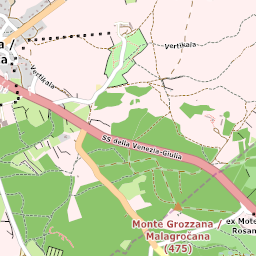 Vertikala
a /
a
Vertikala
SS della Venezia-Giulia
Monte Grozzana /
Malagrocana
(475)
ex Mote
Rosan